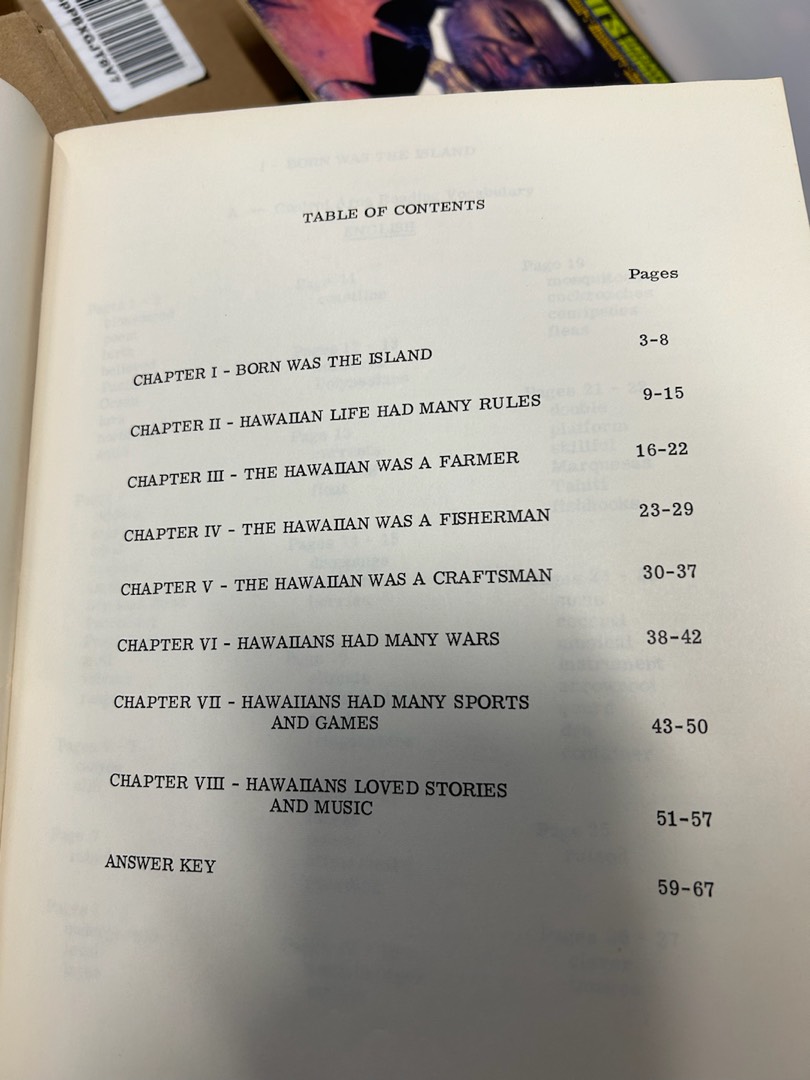 TABLE OF CONTENTS
Pages
CHAPTER I - BORN WAS THE ISLAND 3-8
CHAPTER II - HAWAIIAN LIFE HAD MANY RULES 9-15
CHAPTER III - THE HAWAIIAN WAS A FARMER 16-22
CHAPTER IV - THE HAWAIIAN WAS A FISHERMAN 23-29
CHAPTER V - THE HAWAIIAN WAS A CRAFTSMAN 30-37
CHAPTER VI - HAWAIIANS HAD MANY WARS 38-42
CHAPTER VII - HAWAIIANS HAD MANY SPORTS
AND GAMES 43-50
CHAPTER VIII - HAWAIIANS LOVED STORIES
AND MUSIC 51-57
ANSWER KEY 59-67